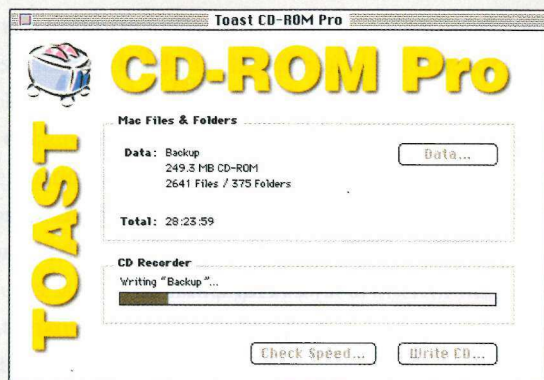 Toast CD-ROM Pro
CD-ROM Pro
TOAST
Mac Files & Folders
Data: Backup
249.3 MB CD-ROM
2641 Files / 375 Folders
Data...
Total: 28:23:59
CD Recorder
Writing "Backup"...
Check Speed...
Write CD...